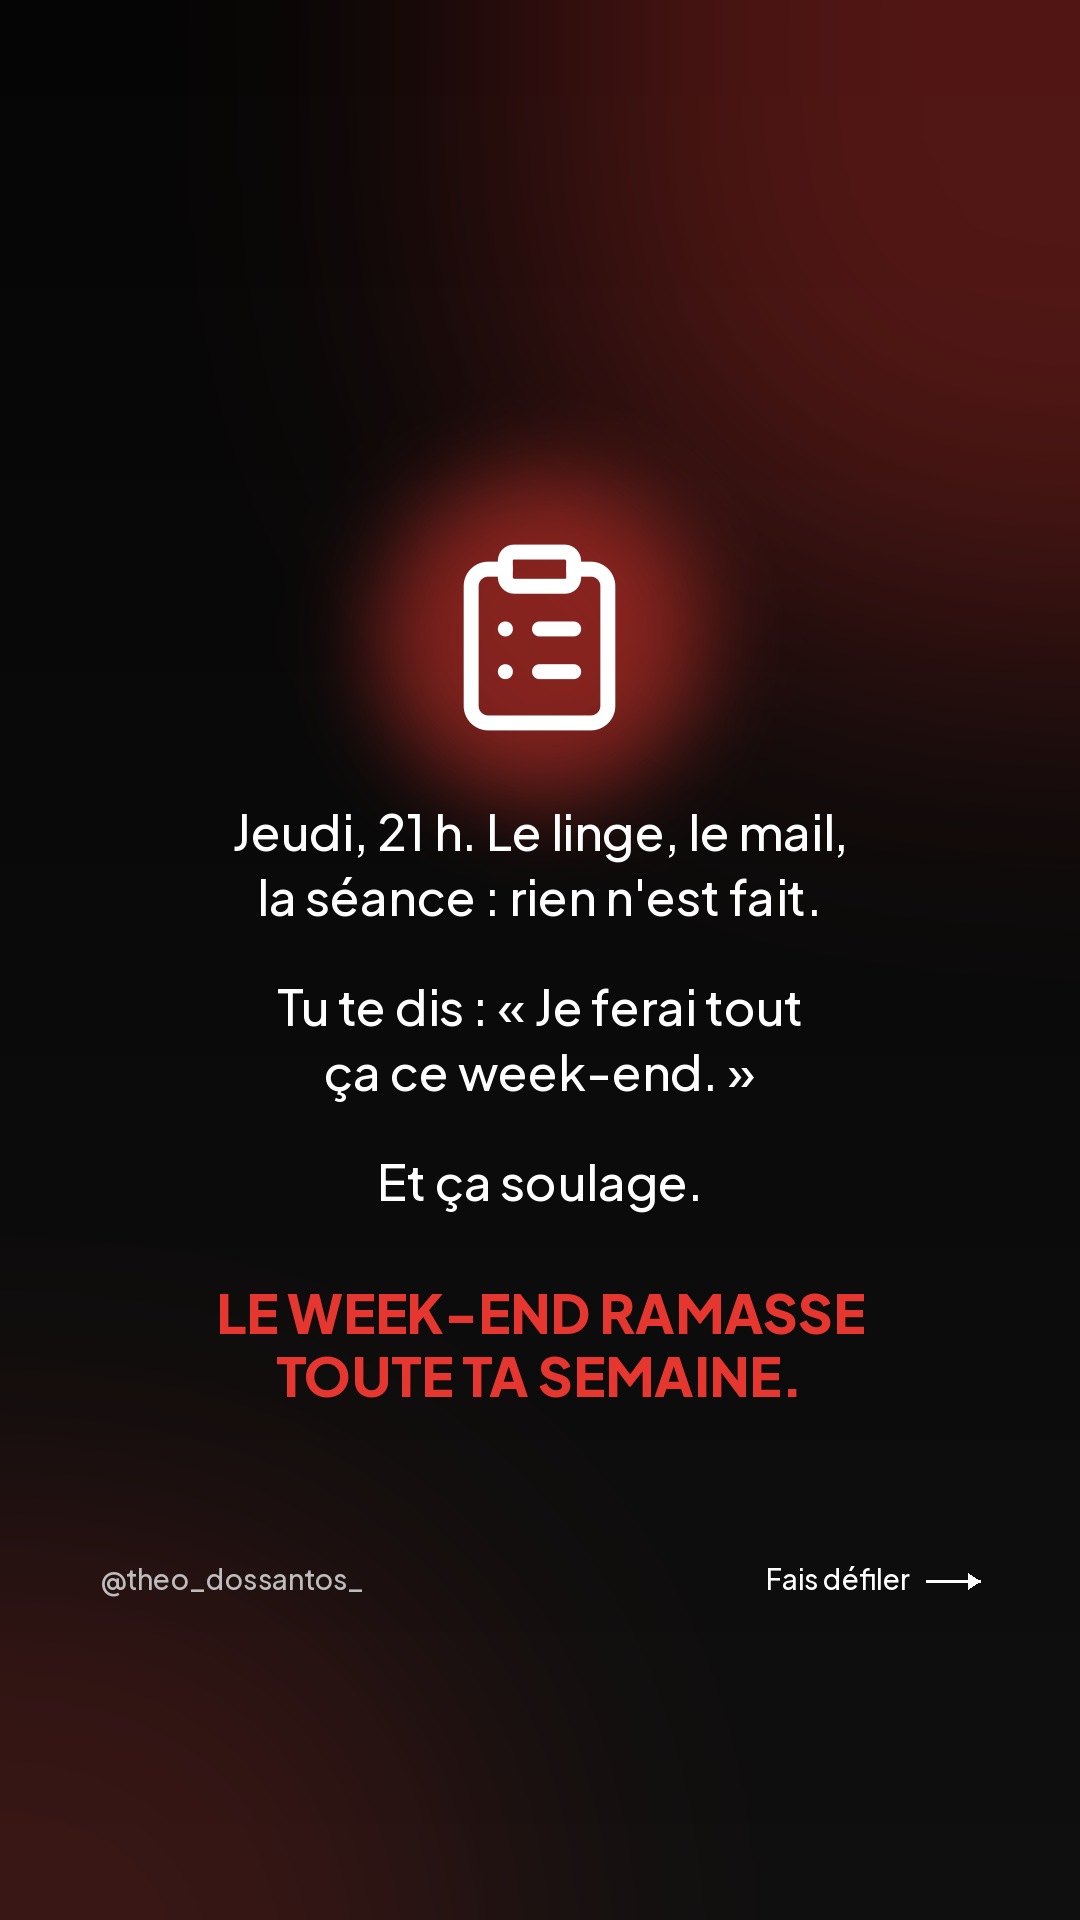 Jeudi, 21 h. Le linge, le mail,
la séance : rien n'est fait.
Tu te dis : « Je ferai tout
ça ce week-end. »
Et ça soulage.
LE WEEK-END RAMASSE
TOUTE TA SEMAINE.
@theo_dossantos_
Fais défiler